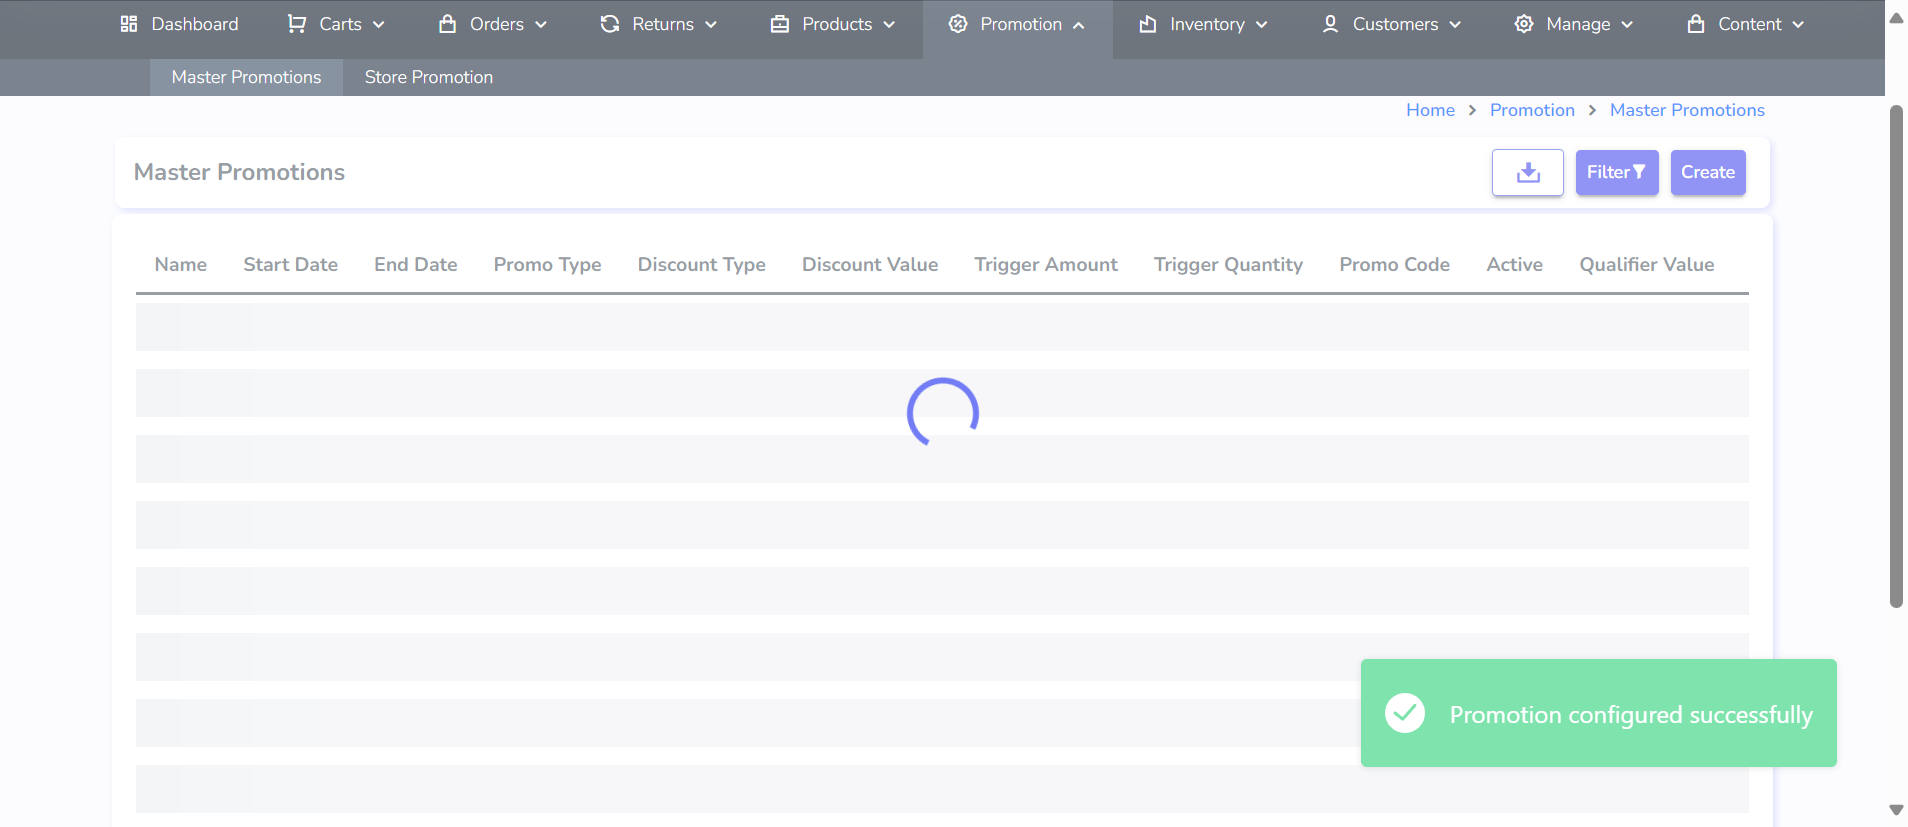 Dashboard Carts Orders Returns Products Promotion Inventory Customers Manage Content
Master Promotions Store Promotion
Home > Promotion > Master Promotions
Master Promotions Filter Create
Name Start Date End Date Promo Type Discount Type Discount Value Trigger Amount Trigger Quantity Promo Code Active Qualifier Value
Promotion configured successfully